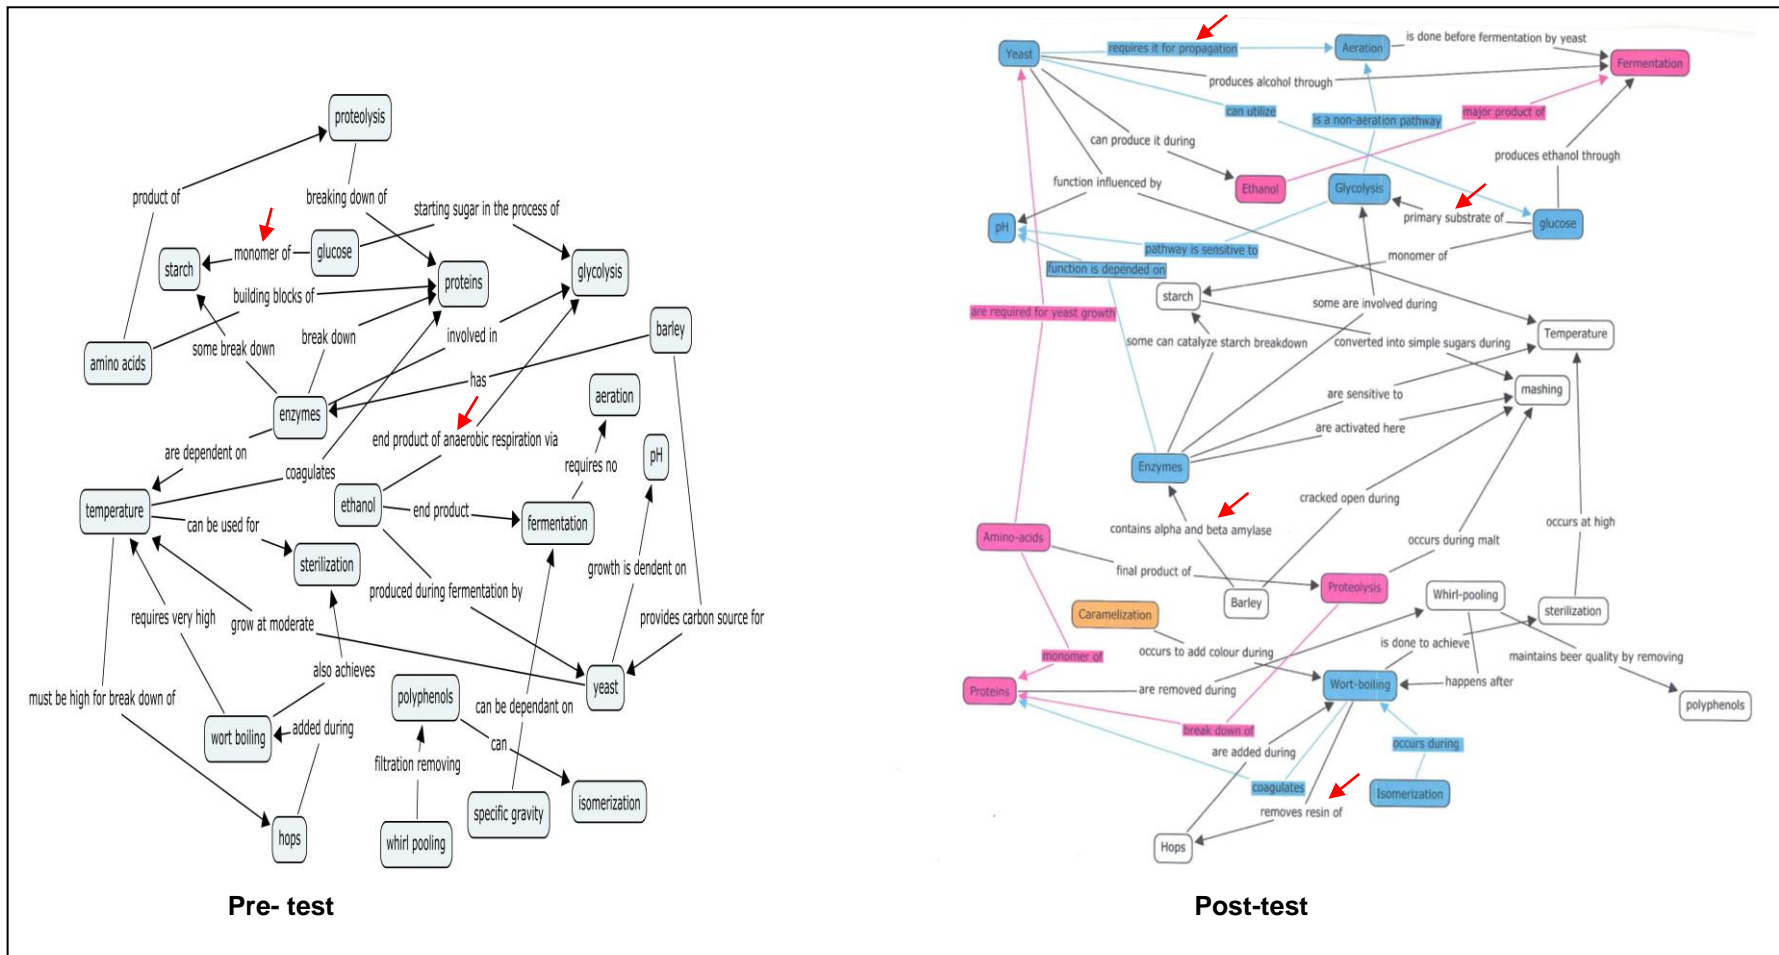 proteolysis
product of
breaking down of
starting sugar in the process of
monomer of
glucose
starch
glycolysis
proteins
building blocks of
barley
some break down
break down
involved in
amino acids
has
enzymes
aeration
end product of anaerobic respiration via
are dependent on
pH
requires no
coagulates
temperature
ethanol
end product
fermentation
can be used for
sterilization
growth is dendent on
produced during fermentation by
requires very high
grow at moderate
provides carbon source for
also achieves
yeast
must be high for break down of
polyphenols
can be dependant on
wort boiling
added during
can
filtration removing
isomerization
specific gravity
hops
whirl pooling
Pre- test
Yeast
requires it for propagation
Aeration
is done before fermentation by yeast
Fermentation
produces alcohol through
can utilize
is a non-aeration pathway
major product of
can produce it during
produces ethanol through
function influenced by
Ethanol
Glycolysis
primary substrate of
glucose
pH
pathway is sensitive to
monomer of
function is depended on
starch
some are involved during
are required for yeast growth
Temperature
some can catalyze starch breakdown
converted into simple sugars during
are sensitive to
mashing
are activated here
Enzymes
cracked open during
contains alpha and beta amylase
occurs at high
Amino-acids
occurs during malt
final product of
Proteolysis
Whirl-pooling
Barley
sterilization
Caramelization
is done to achieve
monomer of
occurs to add colour during
maintains beer quality by removing
Proteins
are removed during
Wort-boiling
happens after
polyphenols
break down of
are added during
occurs during
coagulates
Isomerization
removes resin of
Hops
Post-test